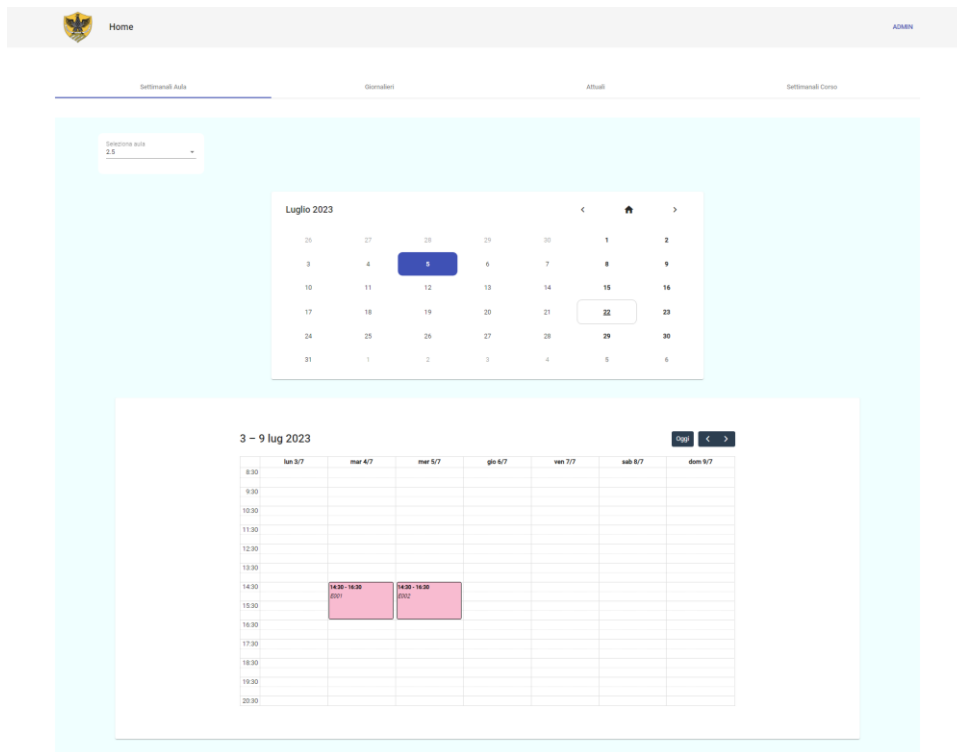 Home
ADMIN
Settimanali Aula Giornalieri Attuali Settimanali Corso
Seleziona aula
2.5
Luglio 2023
26 27 28 29 30 1 2
3 4 5 6 7 8 9
10 11 12 13 14 15 16
17 18 19 20 21 22 23
24 25 26 27 28 29 30
31 1 2 3 4 5 6
3 – 9 lug 2023
Oggi
lun 3/7 mar 4/7 mer 5/7 gio 6/7 ven 7/7 sab 8/7 dom 9/7
8:30
9:30
10:30
11:30
12:30
13:30
14:30 14:30 - 16:30 14:30 - 16:30
E001 E002
15:30
16:30
17:30
18:30
19:30
20:30